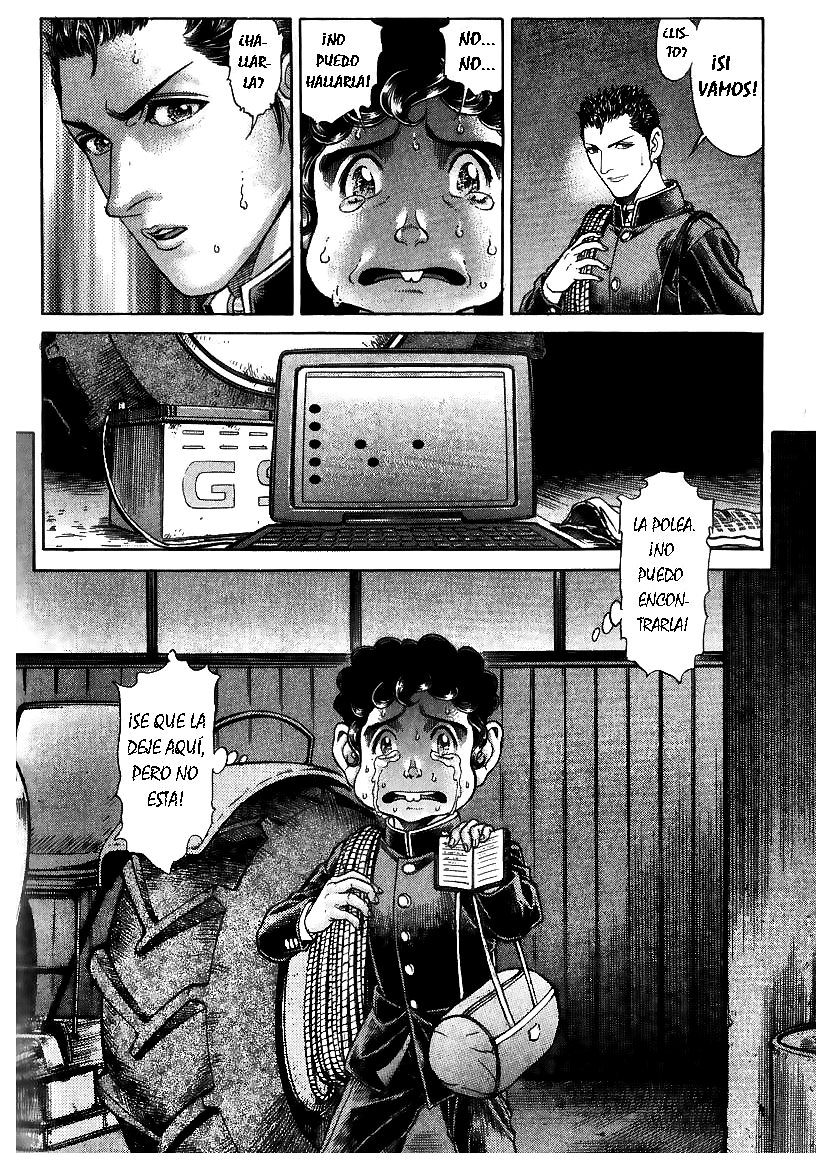 ¿LIS-
TO?
¡SI
VAMOS!
NO...
NO...
¡NO
PUEDO
HALLARLA!
¿HA-
LLAR-
LA?
GS
LA POLEA.
¡NO
PUEDO
ENCON-
TRARLA!
¡SE QUE LA
DEJE AQUÍ,
PERO NO
ESTA!